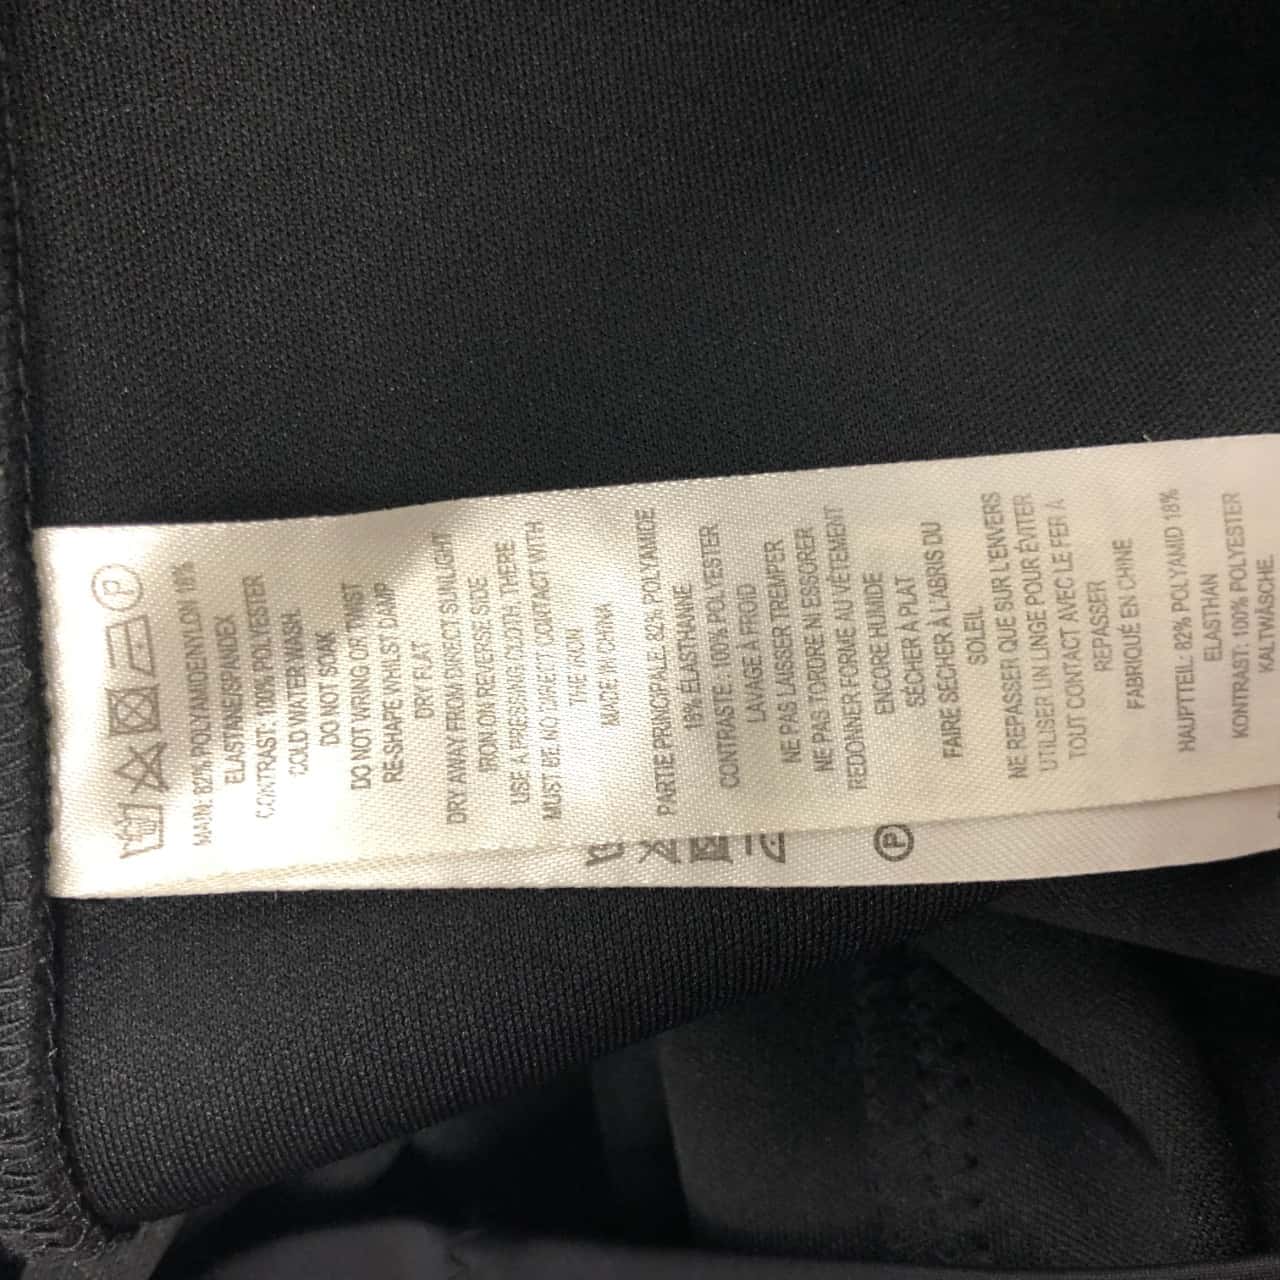 P
MAIN: 82% POLYAMIDE/NYLON 18%
ELASTANE/SPANDEX
CONTRAST: 100% POLYESTER
COLD WATER WASH.
DO NOT SOAK
DO NOT WRING OR TWIST
RE-SHAPE WHILST DAMP
DRY FLAT
DRY AWAY FROM DIRECT SUNLIGHT
IRON ON REVERSE SIDE
USE A PRESSING CLOTH, THERE
MUST BE NO DIRECT CONTACT WITH
THE IRON
MADE IN CHINA
PARTIE PRINCIPALE: 82% POLYAMIDE
18% ÉLASTHANNE
CONTRASTE : 100% POLYESTER
LAVAGE À FROID
NE PAS LAISSER TREMPER
NE PAS TORDRE NI ESSORER
REDONNER FORME AU VÊTEMENT
ENCORE HUMIDE
SÉCHER À PLAT
FAIRE SÉCHER À L'ABRIS DU
SOLEIL
NE REPASSER QUE SUR L'ENVERS
UTILISER UN LINGE POUR ÉVITER
TOUT CONTACT AVEC LE FER À
REPASSER
FABRIQUÉ EN CHINE
HAUPTTEIL: 82% POLYAMID 18%
ELASTHAN
KONTRAST: 100% POLYESTER
KALTWÄSCHE.
P